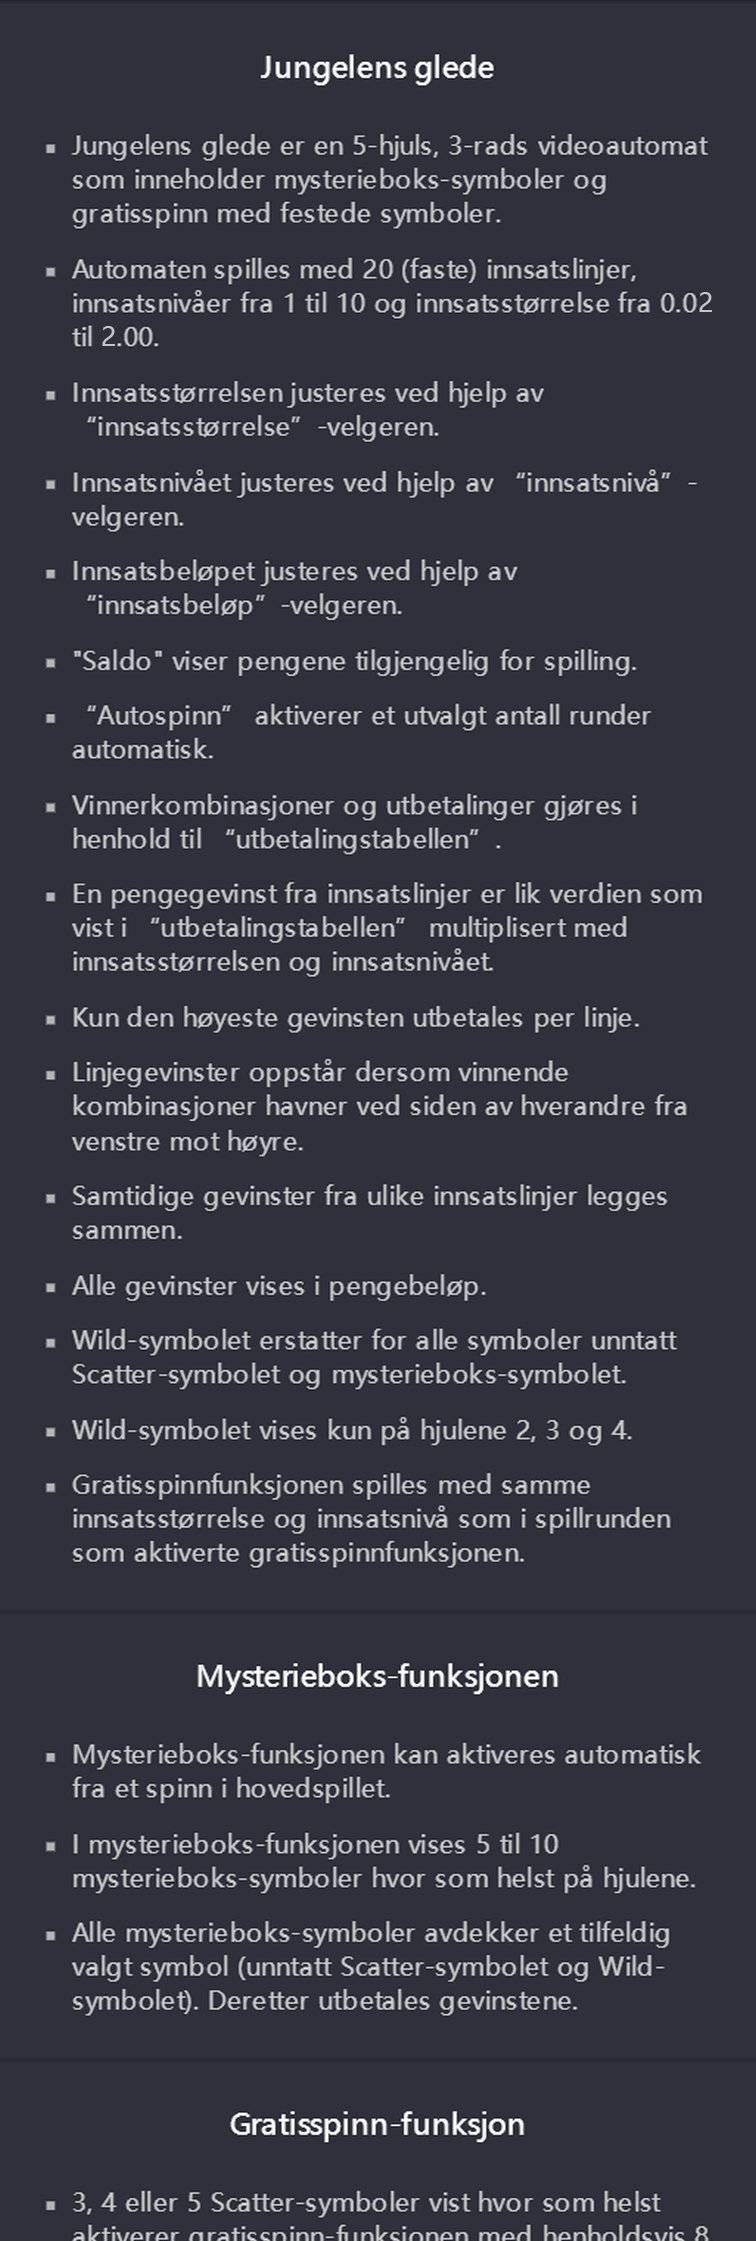 Jungelens glede
▪ Jungelens glede er en 5-hjuls, 3-rads videoautomat
som inneholder mysterieboks-symboler og
gratisspinn med festede symboler.
▪ Automaten spilles med 20 (faste) innsatslinjer,
innsatsnivåer fra 1 til 10 og innsatsstørrelse fra 0.02
til 2.00.
▪ Innsatsstørrelsen justeres ved hjelp av
“innsatsstørrelse” -velgeren.
▪ Innsatsnivået justeres ved hjelp av “innsatsnivå” -
velgeren.
▪ Innsatsbeløpet justeres ved hjelp av
“innsatsbeløp” -velgeren.
▪ "Saldo" viser pengene tilgjengelig for spilling.
▪ “Autospinn” aktiverer et utvalgt antall runder
automatisk.
▪ Vinnerkombinasjoner og utbetalinger gjøres i
henhold til “utbetalingstabellen” .
▪ En pengegevinst fra innsatslinjer er lik verdien som
vist i “utbetalingstabellen” multiplisert med
innsatsstørrelsen og innsatsnivået.
▪ Kun den høyeste gevinsten utbetales per linje.
▪ Linjegevinster oppstår dersom vinnende
kombinasjoner havner ved siden av hverandre fra
venstre mot høyre.
▪ Samtidige gevinster fra ulike innsatslinjer legges
sammen.
▪ Alle gevinster vises i pengebeløp.
▪ Wild-symbolet erstatter for alle symboler unntatt
Scatter-symbolet og mysterieboks-symbolet.
▪ Wild-symbolet vises kun på hjulene 2, 3 og 4.
▪ Gratisspinnfunksjonen spilles med samme
innsatsstørrelse og innsatsnivå som i spillrunden
som aktiverte gratisspinnfunksjonen.
Mysterieboks-funksjonen
▪ Mysterieboks-funksjonen kan aktiveres automatisk
fra et spinn i hovedspillet.
▪ I mysterieboks-funksjonen vises 5 til 10
mysterieboks-symboler hvor som helst på hjulene.
▪ Alle mysterieboks-symboler avdekker et tilfeldig
valgt symbol (unntatt Scatter-symbolet og Wild-
symbolet). Deretter utbetales gevinstene.
Gratisspinn-funksjon
▪ 3, 4 eller 5 Scatter-symboler vist hvor som helst
aktiverer gratisspinn-funksjonen med henholdsvis 8